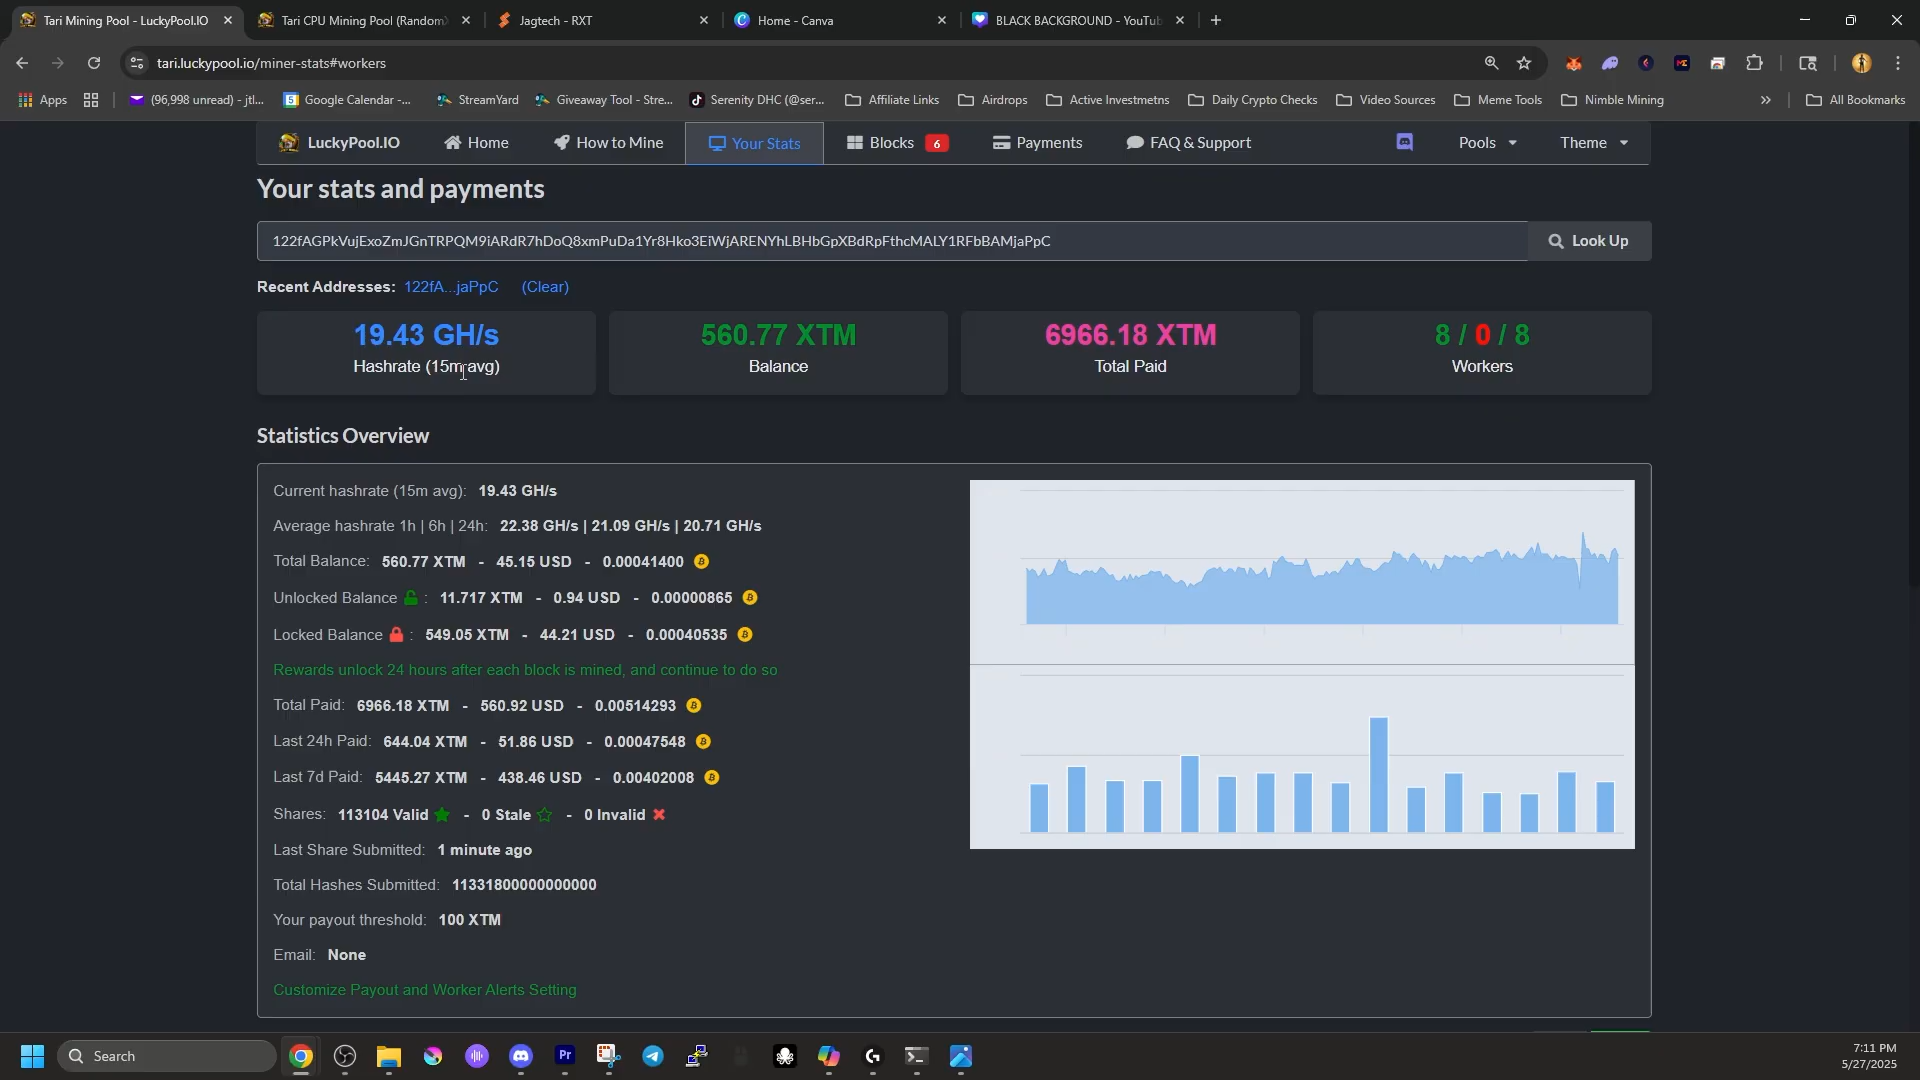 Tari Mining Pool - LuckyPool.IO
Tari CPU Mining Pool (Random
Jagtech - RXT
Home - Canva
BLACK BACKGROUND - YouTub
tari.luckypool.io/miner-stats#workers
Apps
(96,998 unread) - jtl...
Google Calendar -...
StreamYard
Giveaway Tool - Stre...
Serenity DHC (@ser...
Affiliate Links
Airdrops
Active Investmetns
Daily Crypto Checks
Video Sources
Meme Tools
Nimble Mining
All Bookmarks
LuckyPool.IO
Home
How to Mine
Your Stats
Blocks 6
Payments
FAQ & Support
Pools
Theme
Your stats and payments
122fAGPkVujExoZmJGnTRPQM9iARdR7hDoQ8xmPuDa1Yr8Hko3EiWjARENYhLBHbGpXBdRpFthcMALY1RFbBAMjaPpC
Look Up
Recent Addresses: 122fA...jaPpC (Clear)
19.43 GH/s
Hashrate (15m avg)
560.77 XTM
Balance
6966.18 XTM
Total Paid
8 / 0 / 8
Workers
Statistics Overview
Current hashrate (15m avg): 19.43 GH/s
Average hashrate 1h | 6h | 24h: 22.38 GH/s | 21.09 GH/s | 20.71 GH/s
Total Balance: 560.77 XTM - 45.15 USD - 0.00041400
Unlocked Balance : 11.717 XTM - 0.94 USD - 0.00000865
Locked Balance : 549.05 XTM - 44.21 USD - 0.00040535
Rewards unlock 24 hours after each block is mined, and continue to do so
Total Paid: 6966.18 XTM - 560.92 USD - 0.00514293
Last 24h Paid: 644.04 XTM - 51.86 USD - 0.00047548
Last 7d Paid: 5445.27 XTM - 438.46 USD - 0.00402008
Shares: 113104 Valid - 0 Stale - 0 Invalid
Last Share Submitted: 1 minute ago
Total Hashes Submitted: 11331800000000000
Your payout threshold: 100 XTM
Email: None
Customize Payout and Worker Alerts Setting
Search
7:11 PM
5/27/2025